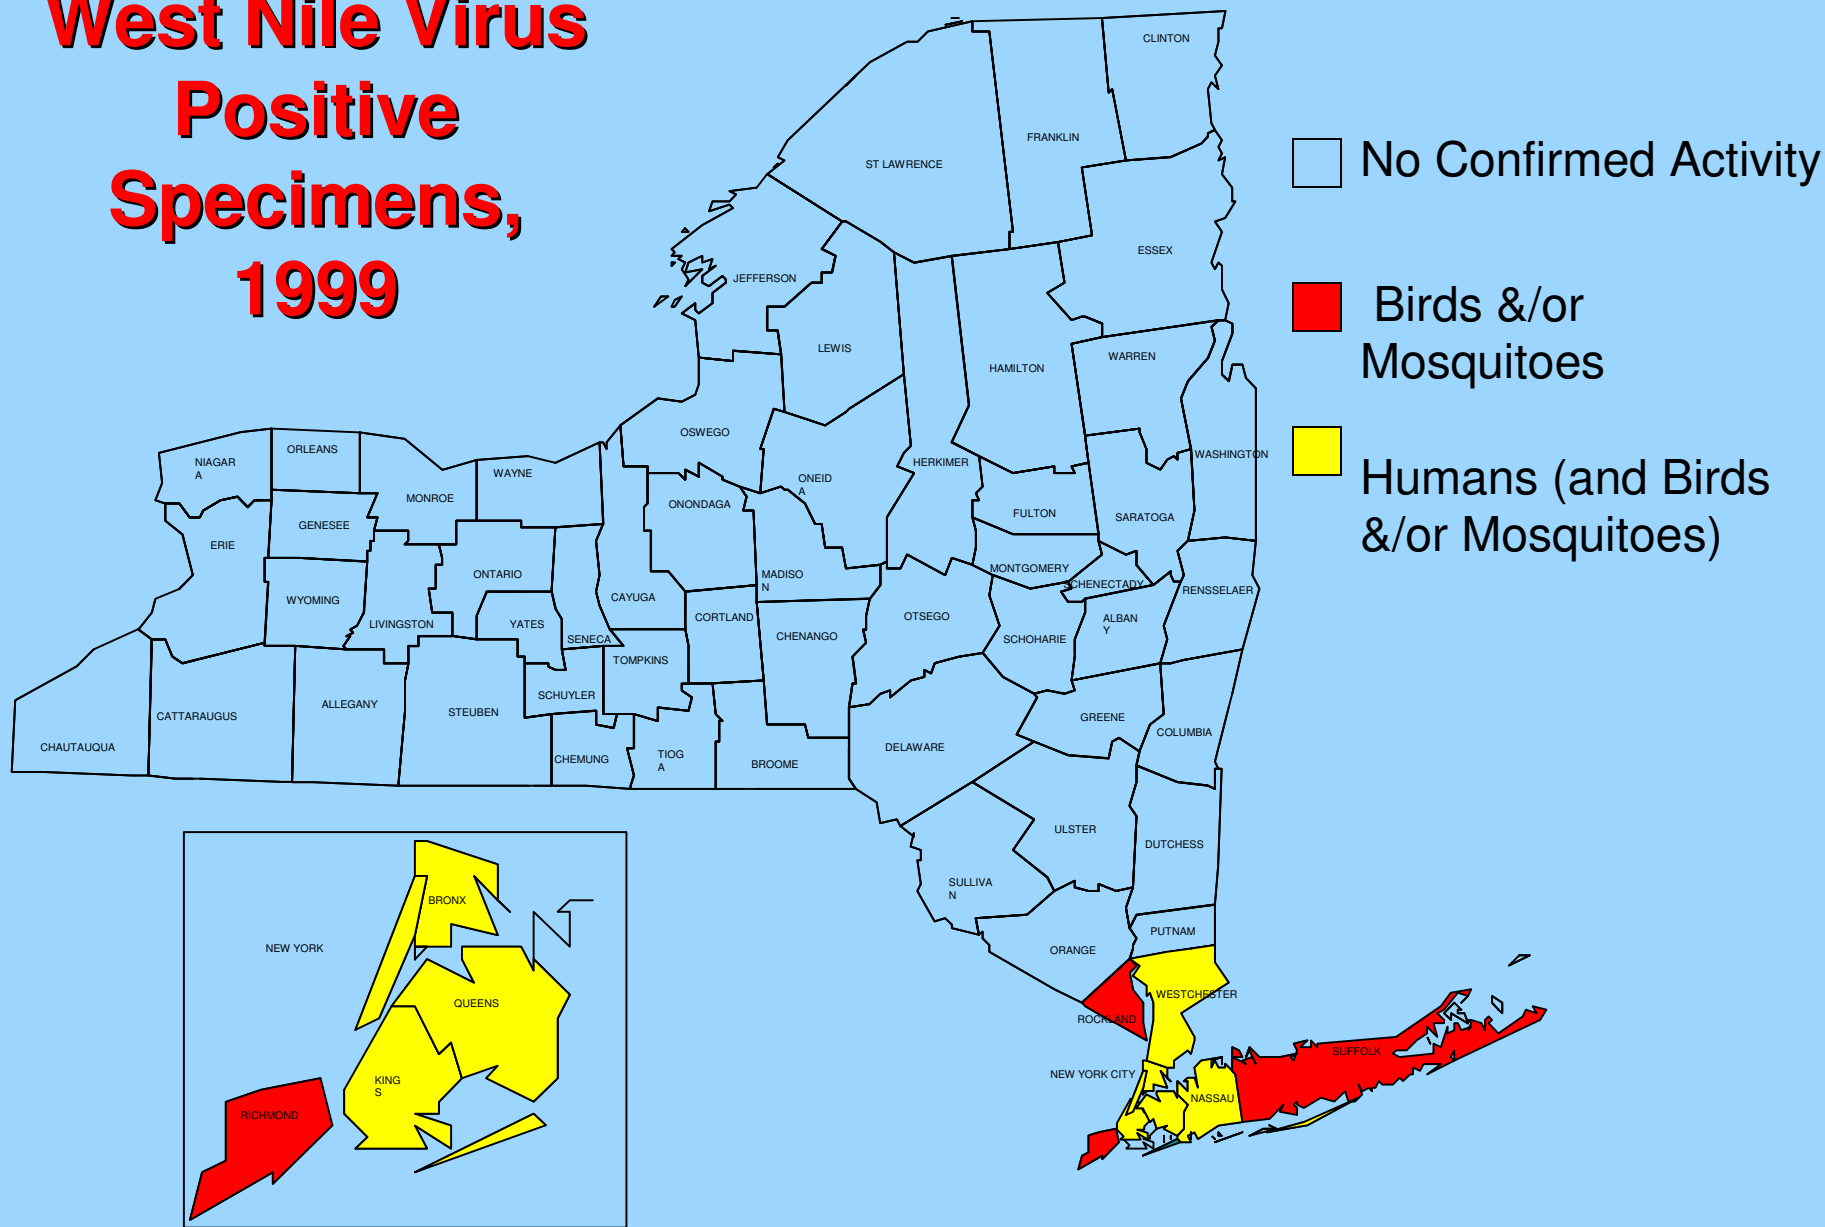 West Nile Virus
Positive
Specimens,
1999
No Confirmed Activity
Birds &/or
Mosquitoes
Humans (and Birds
&/or Mosquitoes)
CLINTON
FRANKLIN
ST LAWRENCE
ESSEX
JEFFERSON
LEWIS
HAMILTON
WARREN
OSWEGO
HERKIMER
WASHINGTON
ORLEANS
NIAGAR
A
WAYNE
MONROE
ONEID
A
ONONDAGA
GENESEE
FULTON
SARATOGA
ERIE
ONTARIO
MADISO
N
MONTGOMERY
SCHENECTADY
RENSSELAER
WYOMING
CAYUGA
LIVINGSTON
YATES
SENECA
CORTLAND
CHENANGO
OTSEGO
SCHOHARIE
ALBAN
Y
TOMPKINS
SCHUYLER
CATTARAUGUS
ALLEGANY
STEUBEN
GREENE
COLUMBIA
CHAUTAUQUA
CHEMUNG
TIOG
A
BROOME
DELAWARE
ULSTER
DUTCHESS
SULLIVA
N
ORANGE
PUTNAM
WESTCHESTER
ROCKLAND
SUFFOLK
NEW YORK CITY
NASSAU
BRONX
NEW YORK
QUEENS
KING
S
RICHMOND